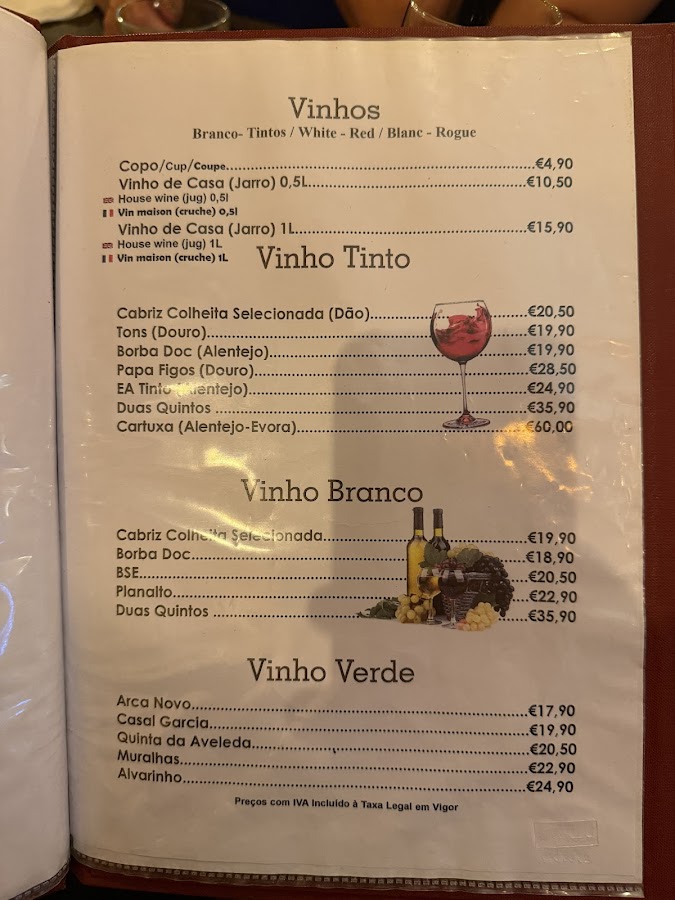 Vinhos
Branco- Tintos / White - Red / Blanc - Rogue
Copo/Cup/Coupe.....€4,90
Vinho de Casa (Jarro) 0,5L.....€10,50
House wine (jug) 0,5l
Vin maison (cruche) 0,5l
Vinho de Casa (Jarro) 1L.....€15,90
House wine (jug) 1L
Vin maison (cruche) 1L
Vinho Tinto
Cabriz Colheita Selecionada (Dão).....€20,50
Tons (Douro).....€19,90
Borba Doc (Alentejo).....€19,90
Papa Figos (Douro).....€28,50
EA Tinto (Alentejo).....€24,90
Duas Quintos .....€35,90
Cartuxa (Alentejo-Evora).....€60,00
Vinho Branco
Cabriz Colheita Selecionada.....€19,90
Borba Doc.....€18,90
BSE.....€20,50
Planalto.....€22,90
Duas Quintos .....€35,90
Vinho Verde
Arca Novo.....€17,90
Casal Garcia.....€19,90
Quinta da Aveleda.....€20,50
Muralhas.....€22,90
Alvarinho.....€24,90
Preços com IVA Incluido à Taxa Legal em Vigor